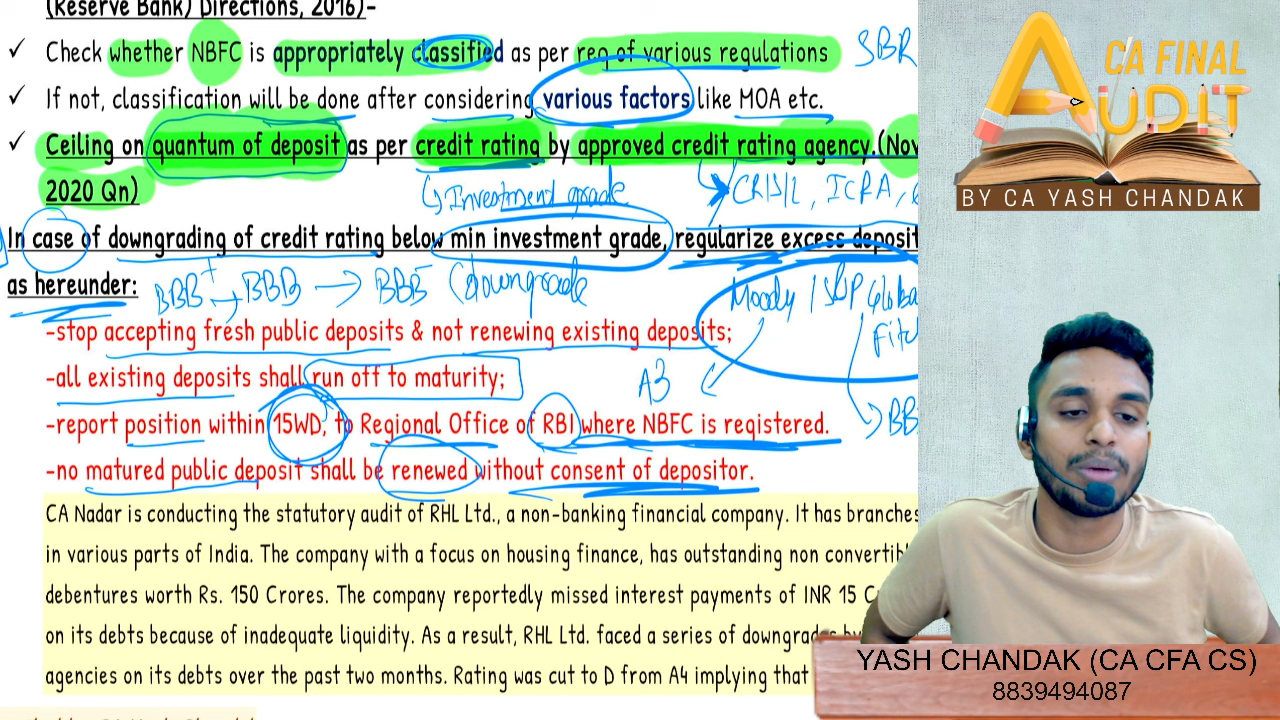 (Reserve Bank) Directions, 2016)-
✓ Check whether NBFC is appropriately classified as per req of various regulations
SBR
✓ If not, classification will be done after considering various factors like MOA etc.
✓ Ceiling on quantum of deposit as per credit rating by approved credit rating agency.(Nov
2020 Qn)
Investment grade
CRISIL, ICRA,
In case of downgrading of credit rating below min investment grade, regularize excess deposit
as hereunder:
BBB+ → BBB → BBB- (downgrade
Moody / S&P Globa
Fitc
-stop accepting fresh public deposits & not renewing existing deposits;
-all existing deposits shall run off to maturity;
A3
-report position within 15WD, to Regional Office of RBI where NBFC is registered.
BB
-no matured public deposit shall be renewed without consent of depositor.
CA Nadar is conducting the statutory audit of RHL Ltd., a non-banking financial company. It has branches
in various parts of India. The company with a focus on housing finance, has outstanding non convertibl
debentures worth Rs. 150 Crores. The company reportedly missed interest payments of INR 15 C
on its debts because of inadequate liquidity. As a result, RHL Ltd. faced a series of downgrades by
agencies on its debts over the past two months. Rating was cut to D from A4 implying that
CA FINAL
AUDIT
BY CA YASH CHANDAK
YASH CHANDAK (CA CFA CS)
8839494087